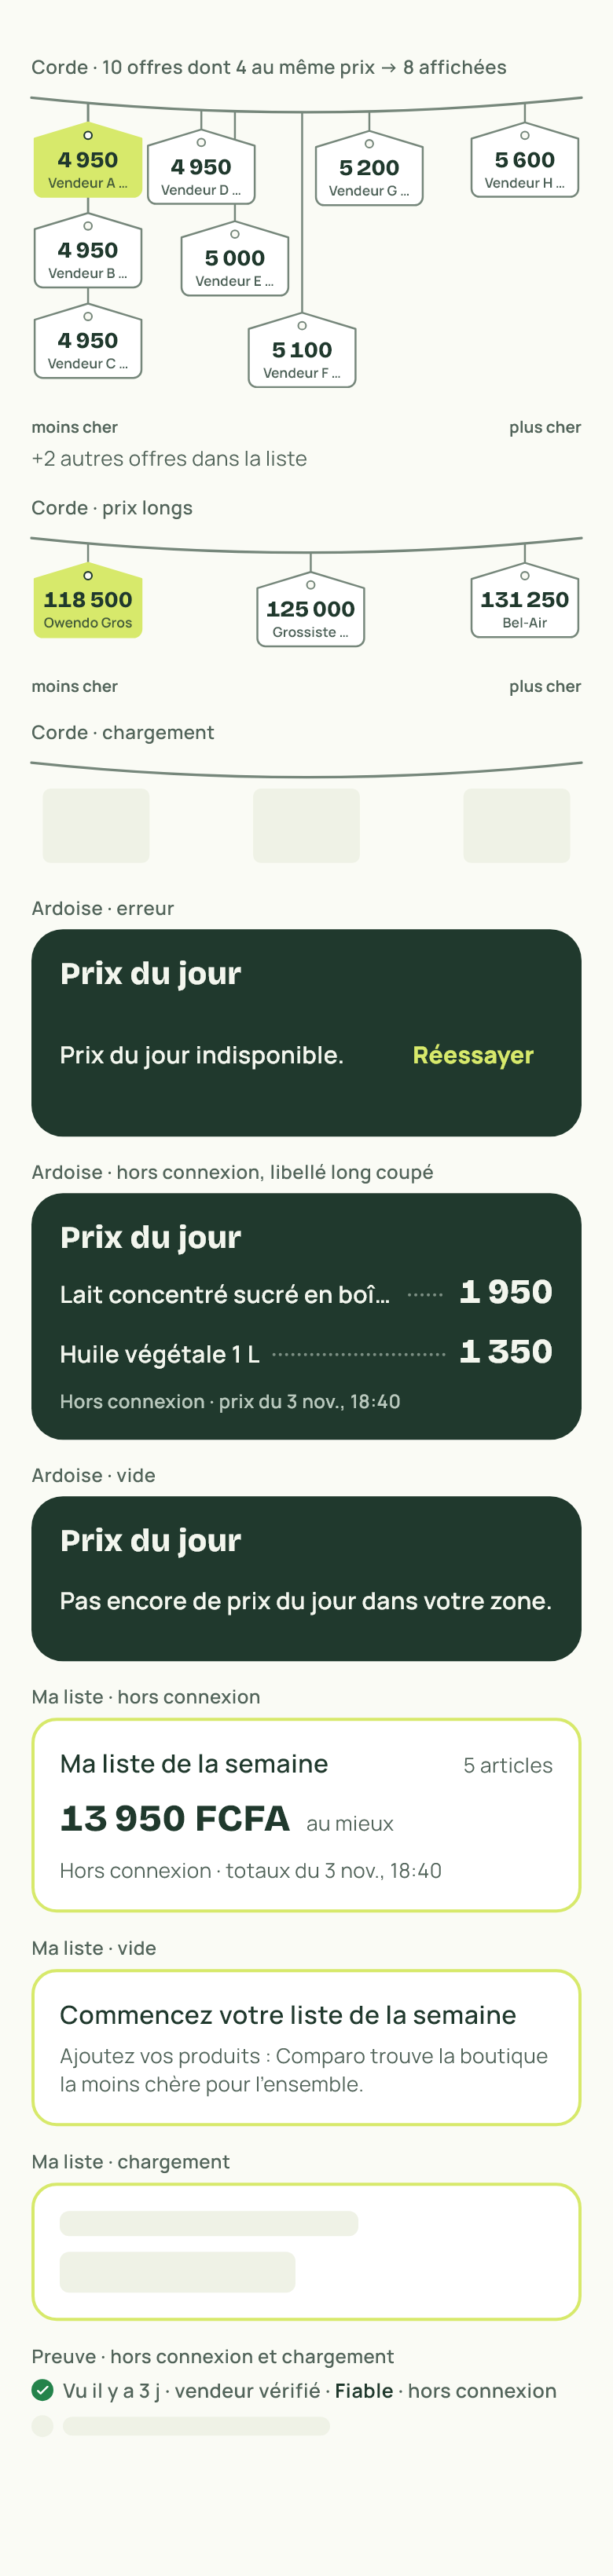 Corde · 10 offres dont 4 au même prix → 8 affichées
4 950
Vendeur A ...
4 950
Vendeur D ...
5 200
Vendeur G ...
5 600
Vendeur H ...
4 950
Vendeur B ...
5 000
Vendeur E ...
4 950
Vendeur C ...
5 100
Vendeur F ...
moins cher
plus cher
+2 autres offres dans la liste
Corde · prix longs
118 500
Owendo Gros
125 000
Grossiste ...
131 250
Bel-Air
moins cher
plus cher
Corde · chargement
Ardoise · erreur
Prix du jour
Prix du jour indisponible.
Réessayer
Ardoise · hors connexion, libellé long coupé
Prix du jour
Lait concentré sucré en boî... ...... 1 950
Huile végétale 1 L ............................. 1 350
Hors connexion · prix du 3 nov., 18:40
Ardoise · vide
Prix du jour
Pas encore de prix du jour dans votre zone.
Ma liste · hors connexion
Ma liste de la semaine
5 articles
13 950 FCFA au mieux
Hors connexion · totaux du 3 nov., 18:40
Ma liste · vide
Commencez votre liste de la semaine
Ajoutez vos produits : Comparo trouve la boutique
la moins chère pour l'ensemble.
Ma liste · chargement
Preuve · hors connexion et chargement
Vu il y a 3 j · vendeur vérifié · Fiable · hors connexion